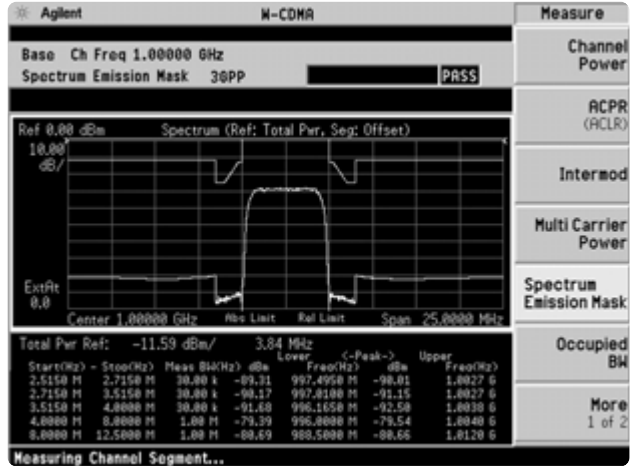 Agilent W-CDMA Measure
Base Ch Freq 1.00000 GHz
Spectrum Emission Mask 3GPP PASS
Channel Power
ACPR (ACLR)
Intermod
Multi Carrier Power
Spectrum Emission Mask
Occupied BW
More 1 of 2
Ref 0.00 dBm Spectrum (Ref: Total Pwr, Seg: Offset)
10.00
dB/
ExtAt
0.0
Center 1.00000 GHz Abs Limit Rel Limit Span 25.0000 MHz
Total Pwr Ref: -11.59 dBm/ 3.84 MHz
Lower <-Peak-> Upper
Start(Hz) - Stop(Hz) Meas BW(Hz) dBm Freq(Hz) dBm Freq(Hz)
2.5150 M 2.7150 M 30.00 k -89.31 997.4950 M -90.01 1.0027 G
2.7150 M 3.5150 M 30.00 k -90.17 997.0100 M -91.15 1.0027 G
3.5150 M 4.0000 M 30.00 k -91.68 996.1650 M -92.50 1.0038 G
4.0000 M 8.0000 M 1.00 M -79.39 996.0000 M -79.54 1.0040 G
8.0000 M 12.5000 M 1.00 M -80.69 988.5000 M -80.66 1.0120 G
Measuring Channel Segment...